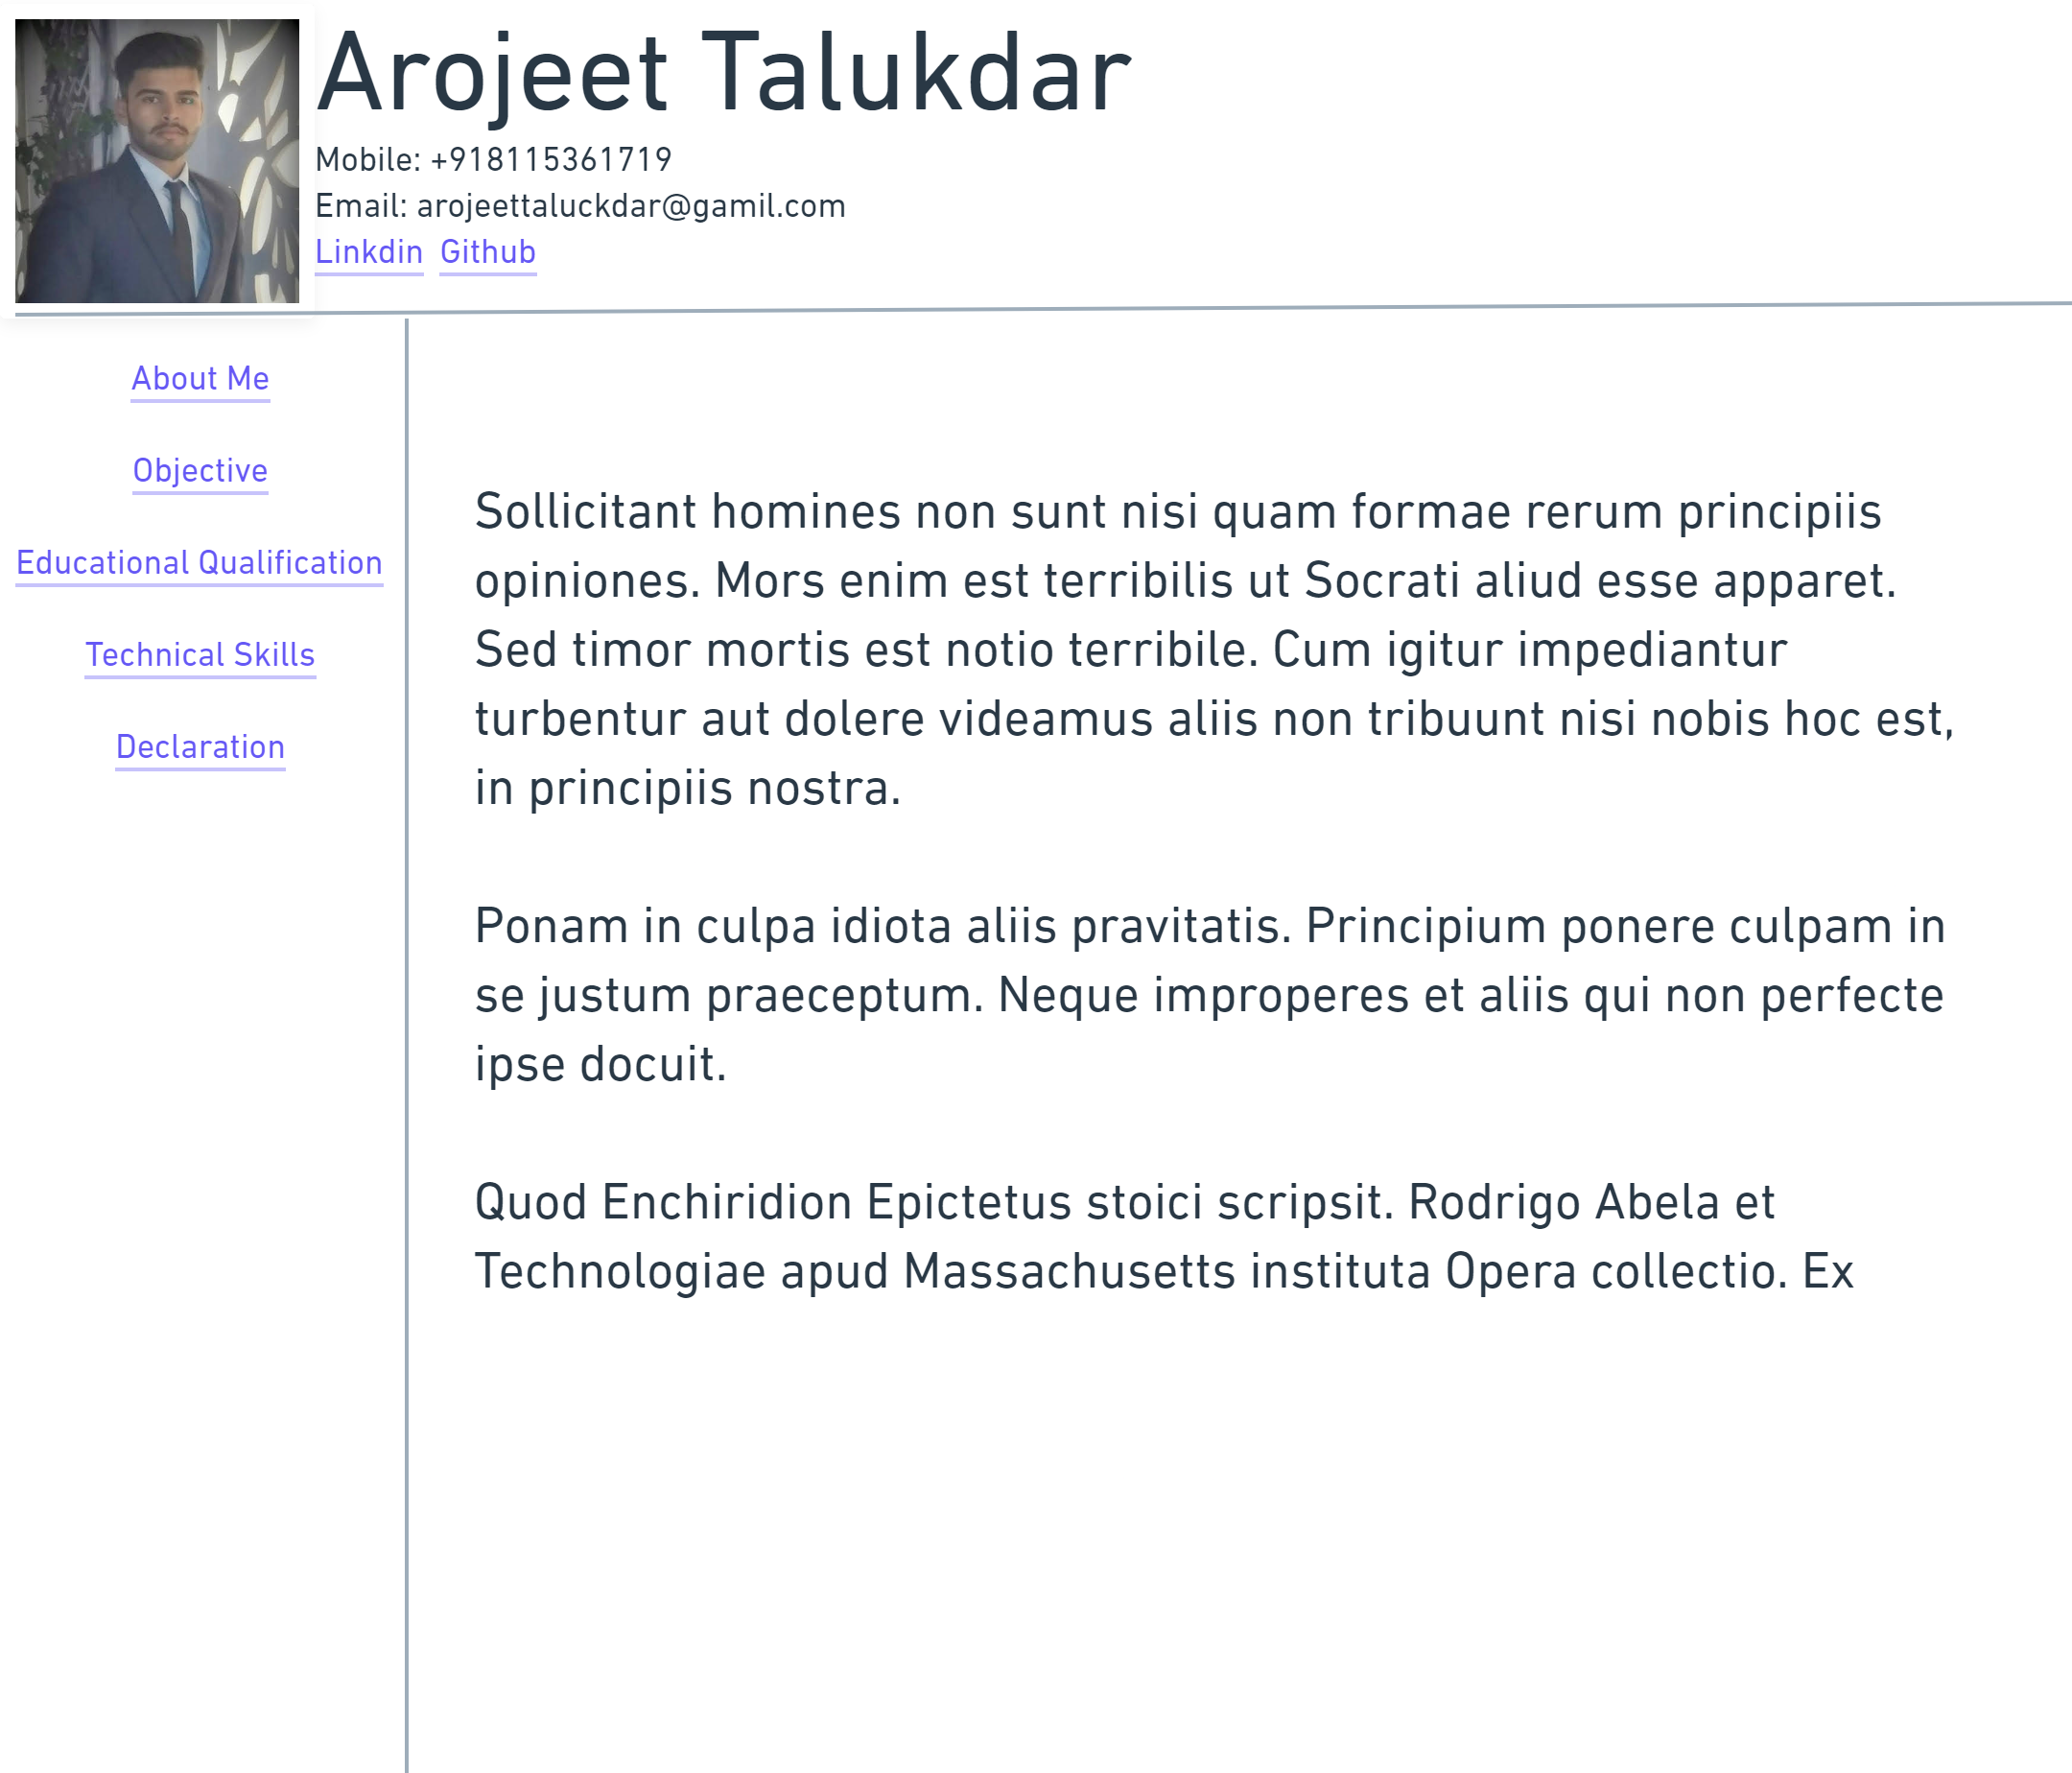 Arojeet Talukdar
Mobile: +918115361719
Email: arojeettaluckdar@gamil.com
Linkdin Github
About Me
Objective
Educational Qualification
Technical Skills
Declaration
Sollicitant homines non sunt nisi quam formae rerum principiis
opiniones. Mors enim est terribilis ut Socrati aliud esse apparet.
Sed timor mortis est notio terribile. Cum igitur impediantur
turbentur aut dolere videamus aliis non tribuunt nisi nobis hoc est,
in principiis nostra.
Ponam in culpa idiota aliis pravitatis. Principium ponere culpam in
se justum praeceptum. Neque improperes et aliis qui non perfecte
ipse docuit.
Quod Enchiridion Epictetus stoici scripsit. Rodrigo Abela et
Technologiae apud Massachusetts instituta Opera collectio. Ex